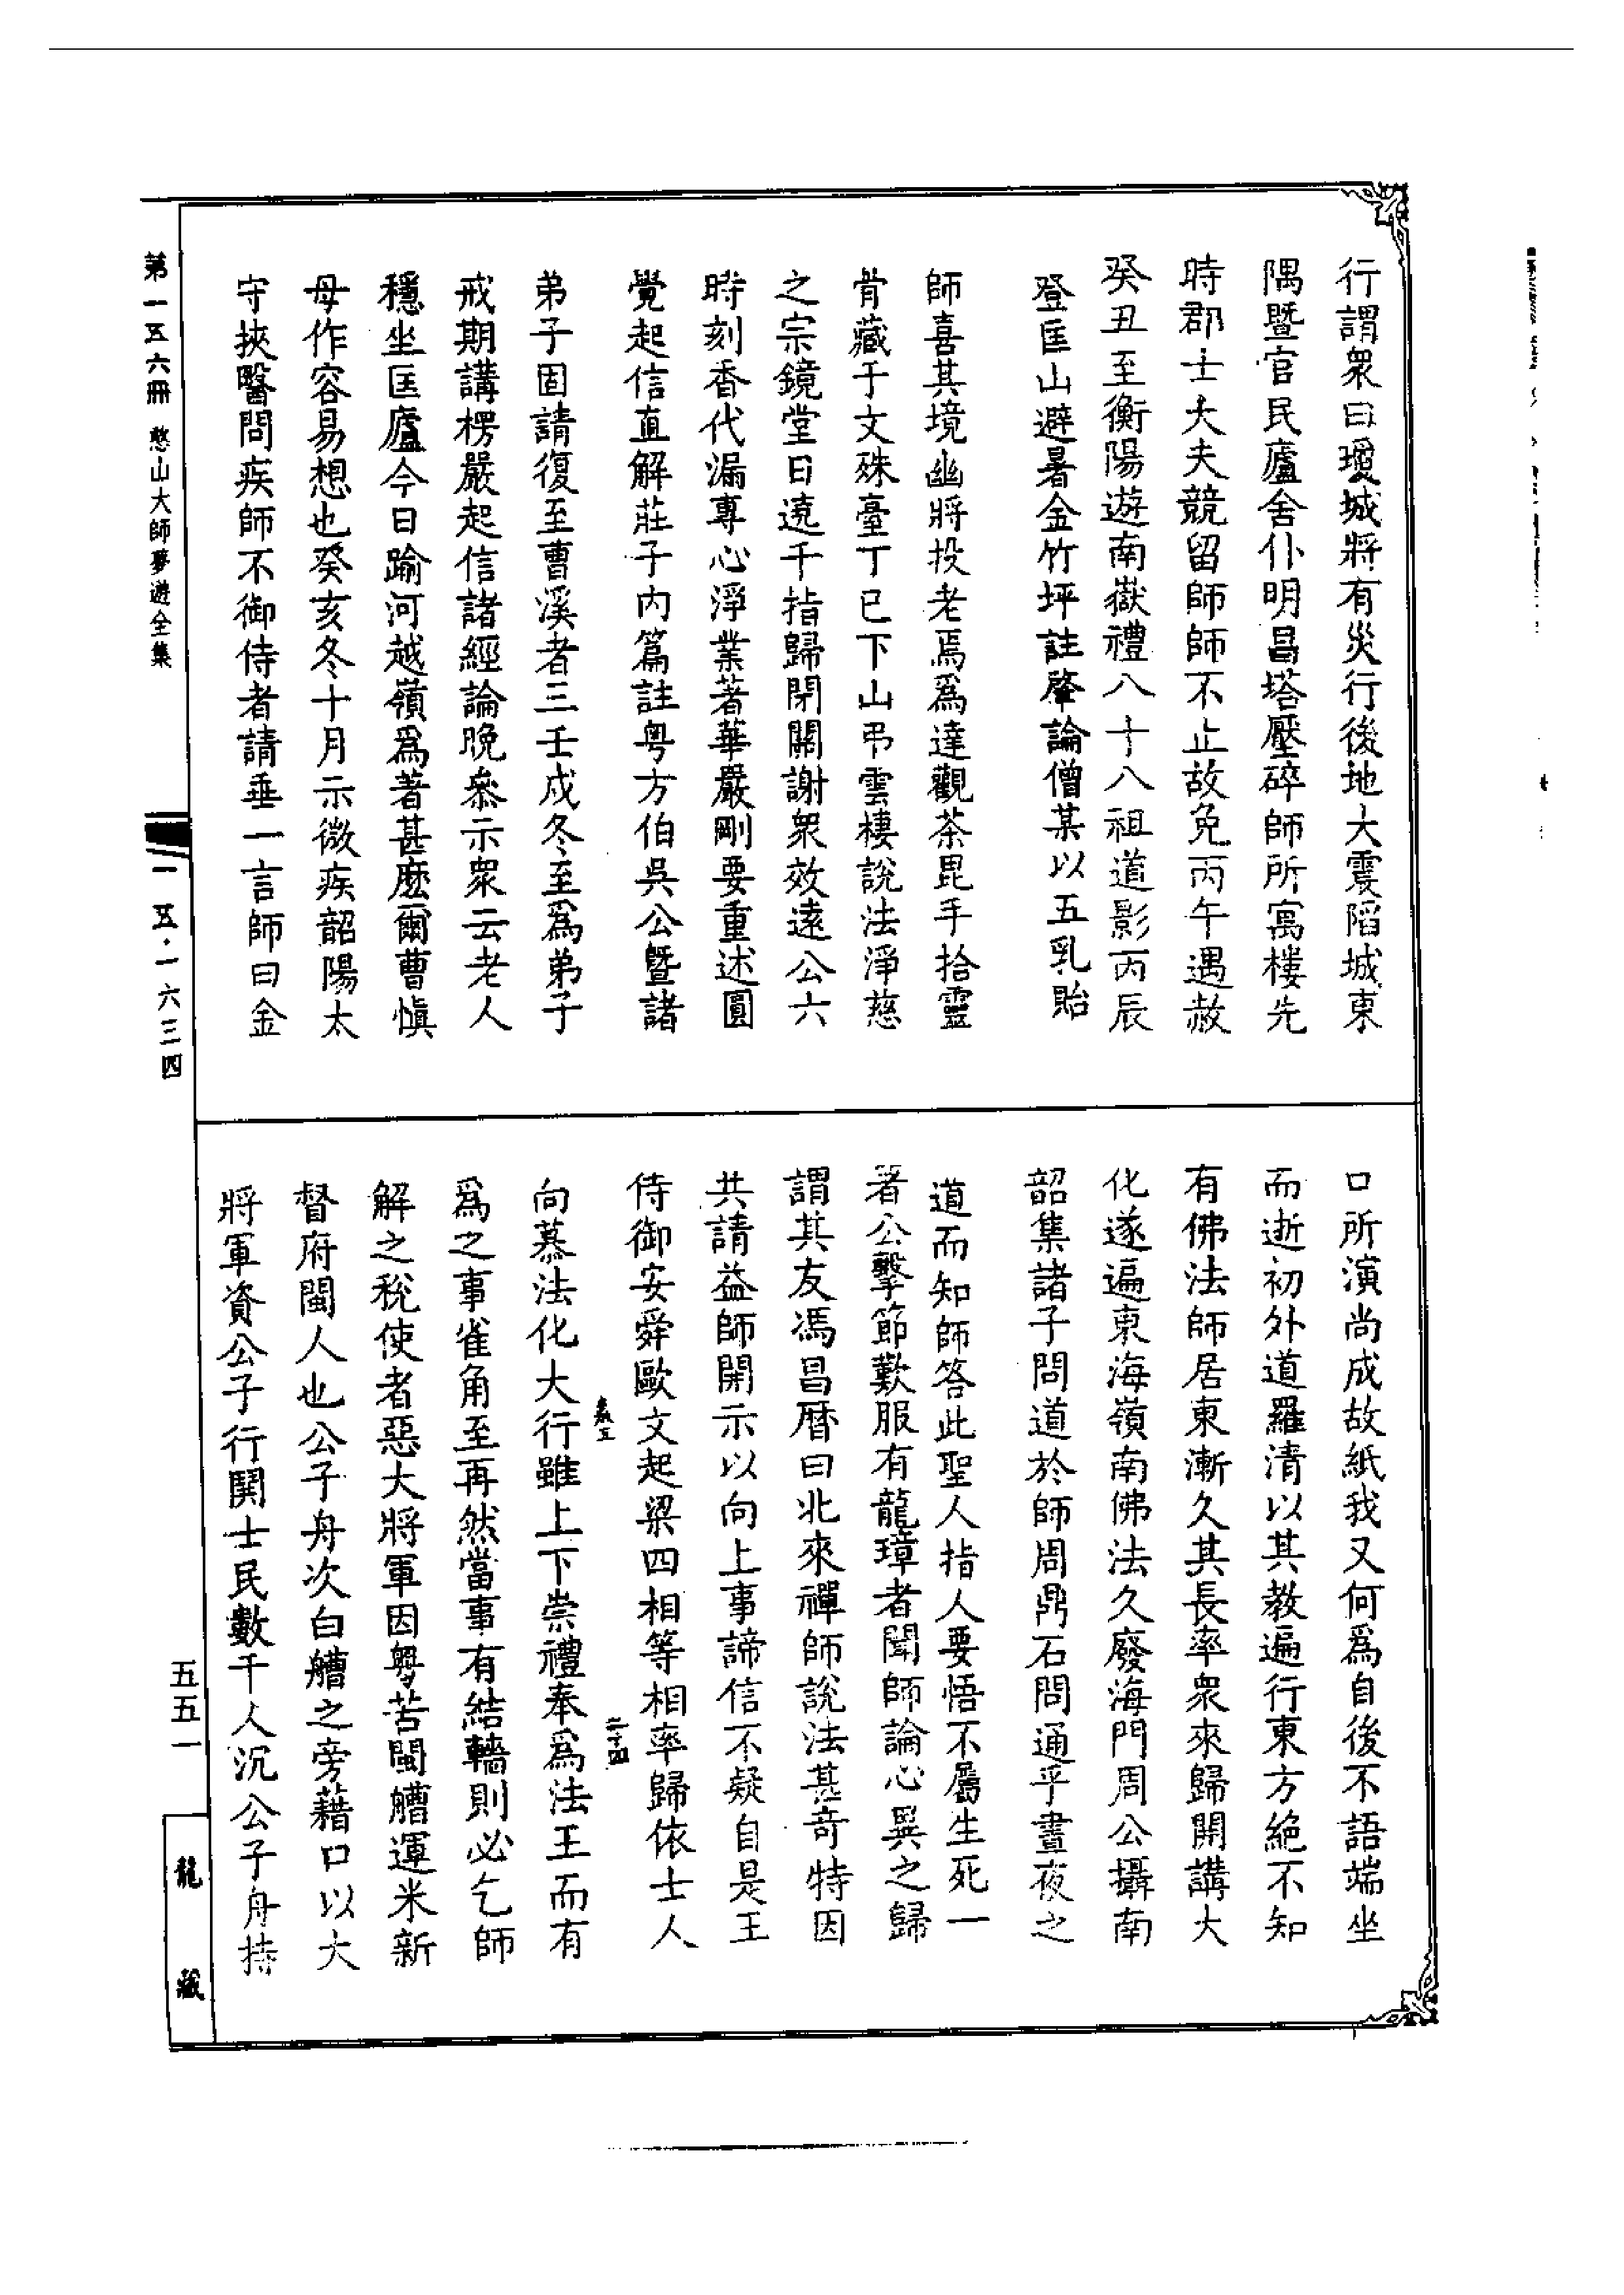 行謂衆曰瓊城將有災行後地大震陷城東
隅暨官民廬舍仆明昌塔壓碎師所寓樓先
時郡士大夫競留師師不止故免丙午遇赦
癸丑至衡陽遊南嶽禮八十八祖道影丙辰
登匡山避暑金竹坪註肇論僧某以五乳貽
師喜其境幽將投老焉爲達觀荼毘手拾靈
骨藏于文殊臺丁巳下山弔雲棲說法淨慈
之宗鏡堂日遶千指歸閉關謝衆效遠公六
時刻香代漏專心淨業著華嚴剛要重述圓
覺起信直解莊子內篇註粤方伯吳公曁諸
弟子固請復至曹溪者三壬戌冬至爲弟子
戒期講楞嚴起信諸經論晚叅示衆云老人
穩坐匡廬今日踰河越嶺爲著甚麽爾曹愼
母作容易想也癸亥冬十月示微疾韶陽太
守挾醫問疾師不御侍者請垂一言師曰金
口所演尚成故紙我又何爲自後不語端坐
而逝初外道羅清以其教遍行東方絶不知
有佛法師居東漸久其長率衆來歸開講大
化遂遍東海嶺南佛法久廢海門周公攝南
韶集諸子問道於師周鼎石問通乎晝夜之
道而知師答此聖人指人要悟不屬生死一
著公擊節歎服有龍璋者聞師論心異之歸
謂其友馮昌曆曰北來禪師說法甚奇特因
共請益師開示以向上事諦信不疑自是王
侍御安舜歐文起梁四相等相率歸依士人
向慕法化大行雖上下崇禮奉爲法王而有
爲之事雀角至再然當事有結轖則必乞師
解之稅使者惡大將軍因粤苦閩艚運米新
督府閩人也公子舟次白艚之旁藉口以大
將軍資公子行閧士民數千人沉公子舟持
第一五六冊 憨山大師夢遊全集
一五·一六三四
五五一
龍藏